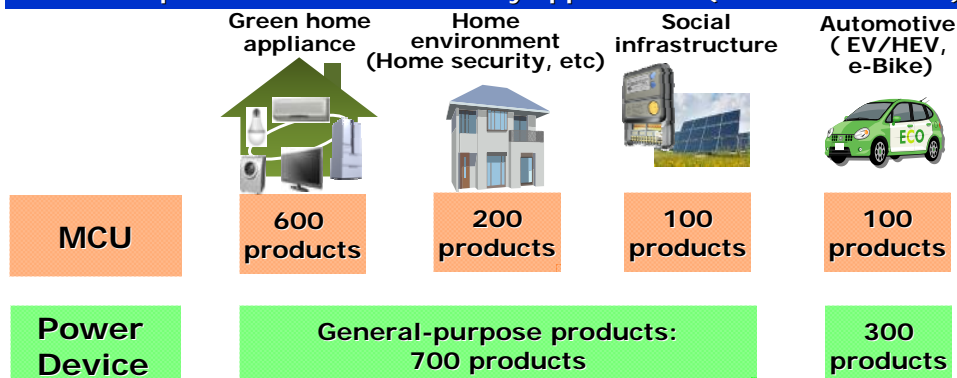 Green home
appliance
Home
environment
(Home security, etc)
Social
infrastructure
Automotive
( EV/HEV,
e-Bike)
ECO
MCU
600
products
200
products
100
products
100
products
Power
Device
General-purpose products:
700 products
300
products